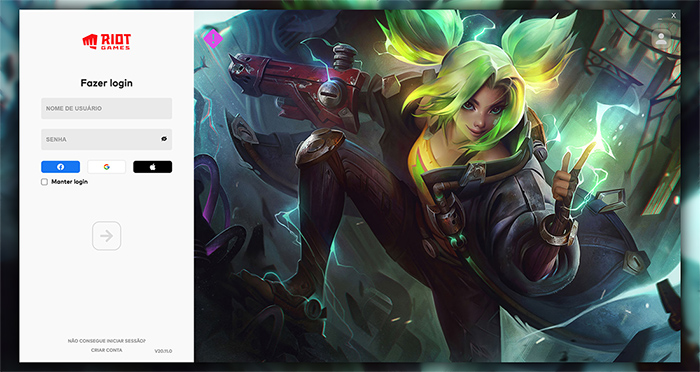 RIOT
GAMES
Fazer login
NOME DE USUÁRIO
SENHA
Manter login
NÃO CONSEGUE INICIAR SESSÃO?
CRIAR CONTA
V20.11.0
X